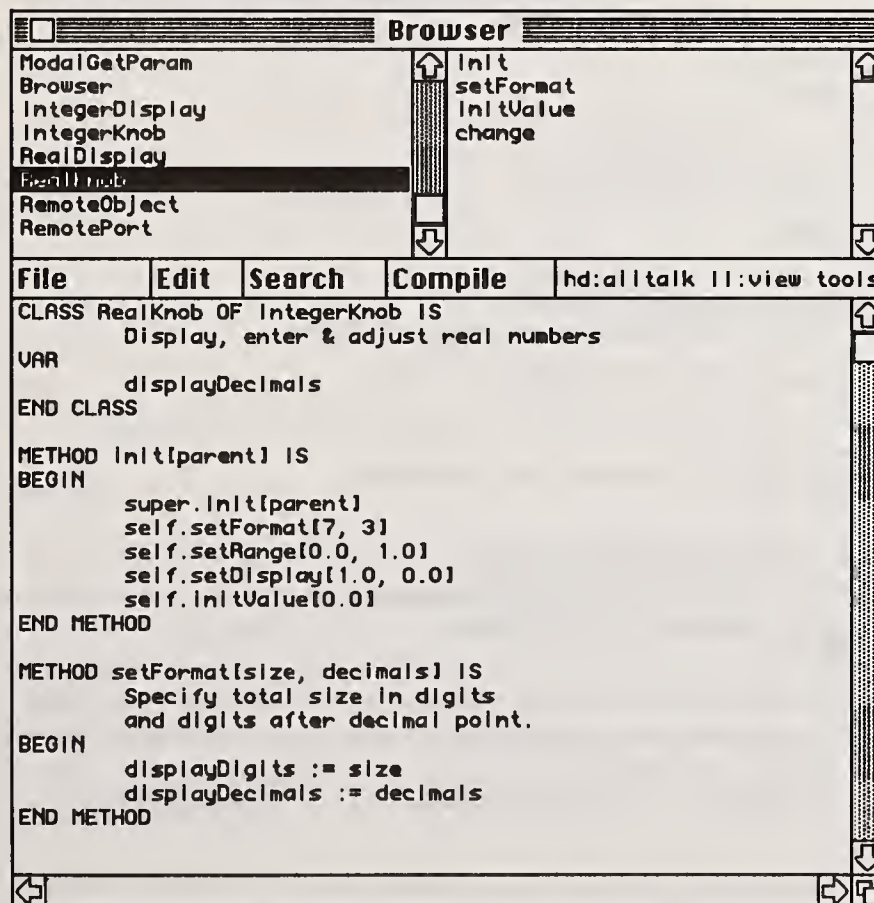 Browser
ModalGetParam
Browser
IntegerDisplay
IntegerKnob
RealDisplay
RealKnob
RemoteObject
RemotePort
init
setFormat
initValue
change
File Edit Search Compile hd:alltalk II:view tools
CLASS RealKnob OF IntegerKnob IS
Display, enter & adjust real numbers
VAR
displayDecimals
END CLASS
METHOD init[parent] IS
BEGIN
super.init[parent]
self.setFormat[7, 3]
self.setRange[0.0, 1.0]
self.setDisplay[1.0, 0.0]
self.initValue[0.0]
END METHOD
METHOD setFormat[size, decimals] IS
Specify total size in digits
and digits after decimal point.
BEGIN
displayDigits := size
displayDecimals := decimals
END METHOD